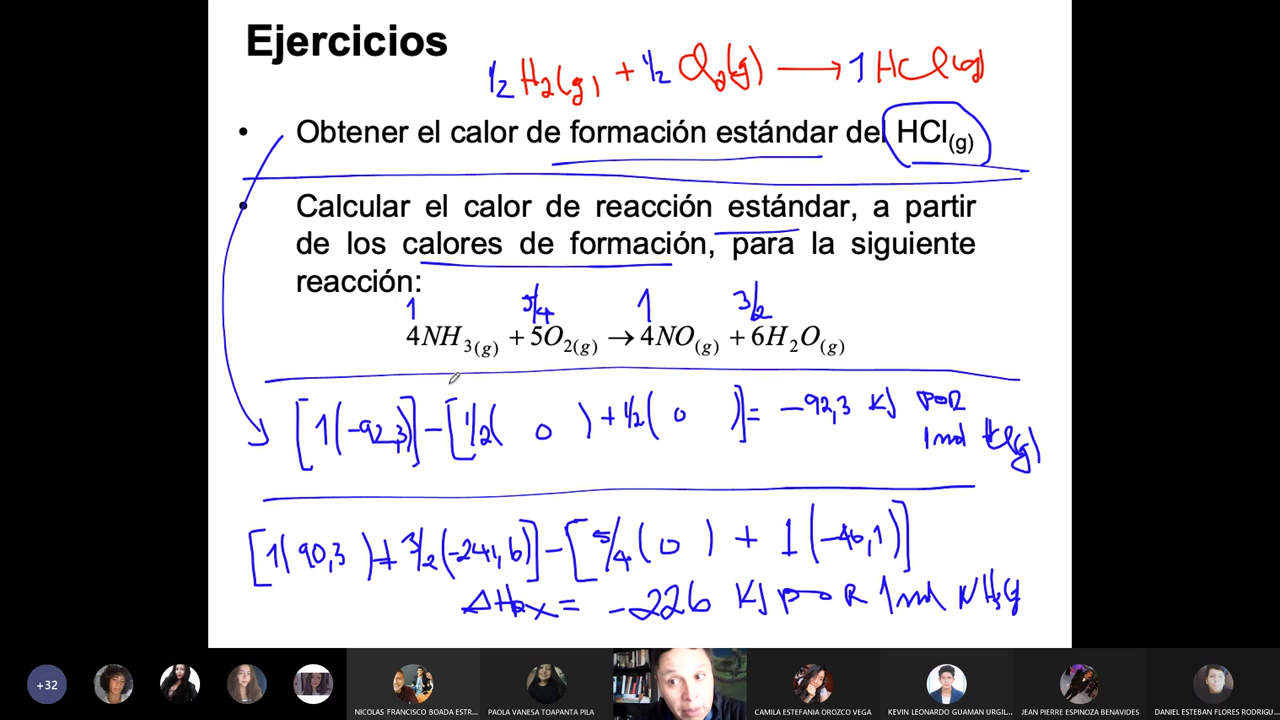 Ejercicios
1/2 H2(g) + 1/2 Cl2(g) → 1 HCl(g)
• Obtener el calor de formación estándar del HCl(g)
• Calcular el calor de reacción estándar, a partir
de los calores de formación, para la siguiente
reacción:
1 5/4 1 3/2
4NH3(g) + 5O2(g) → 4NO(g) + 6H2O(g)
[1(-92,3)] - [1/2( 0 ) + 1/2( 0 )] = -92,3 KJ POR
1mol HCl(g)
[1(90,3) + 3/2(-241,6)] - [5/4( 0 ) + 1(-46,1)]
ΔHRx = -226 KJ POR 1mol NH3g
+32
NICOLAS FRANCISCO BOADA ESTR...
PAOLA VANESA TOAPANTA PILA
CAMILA ESTEFANIA OROZCO VEGA
KEVIN LEONARDO GUAMAN URGIL...
JEAN PIERRE ESPINOZA BENAVIDES
DANIEL ESTEBAN FLORES RODRIGU...